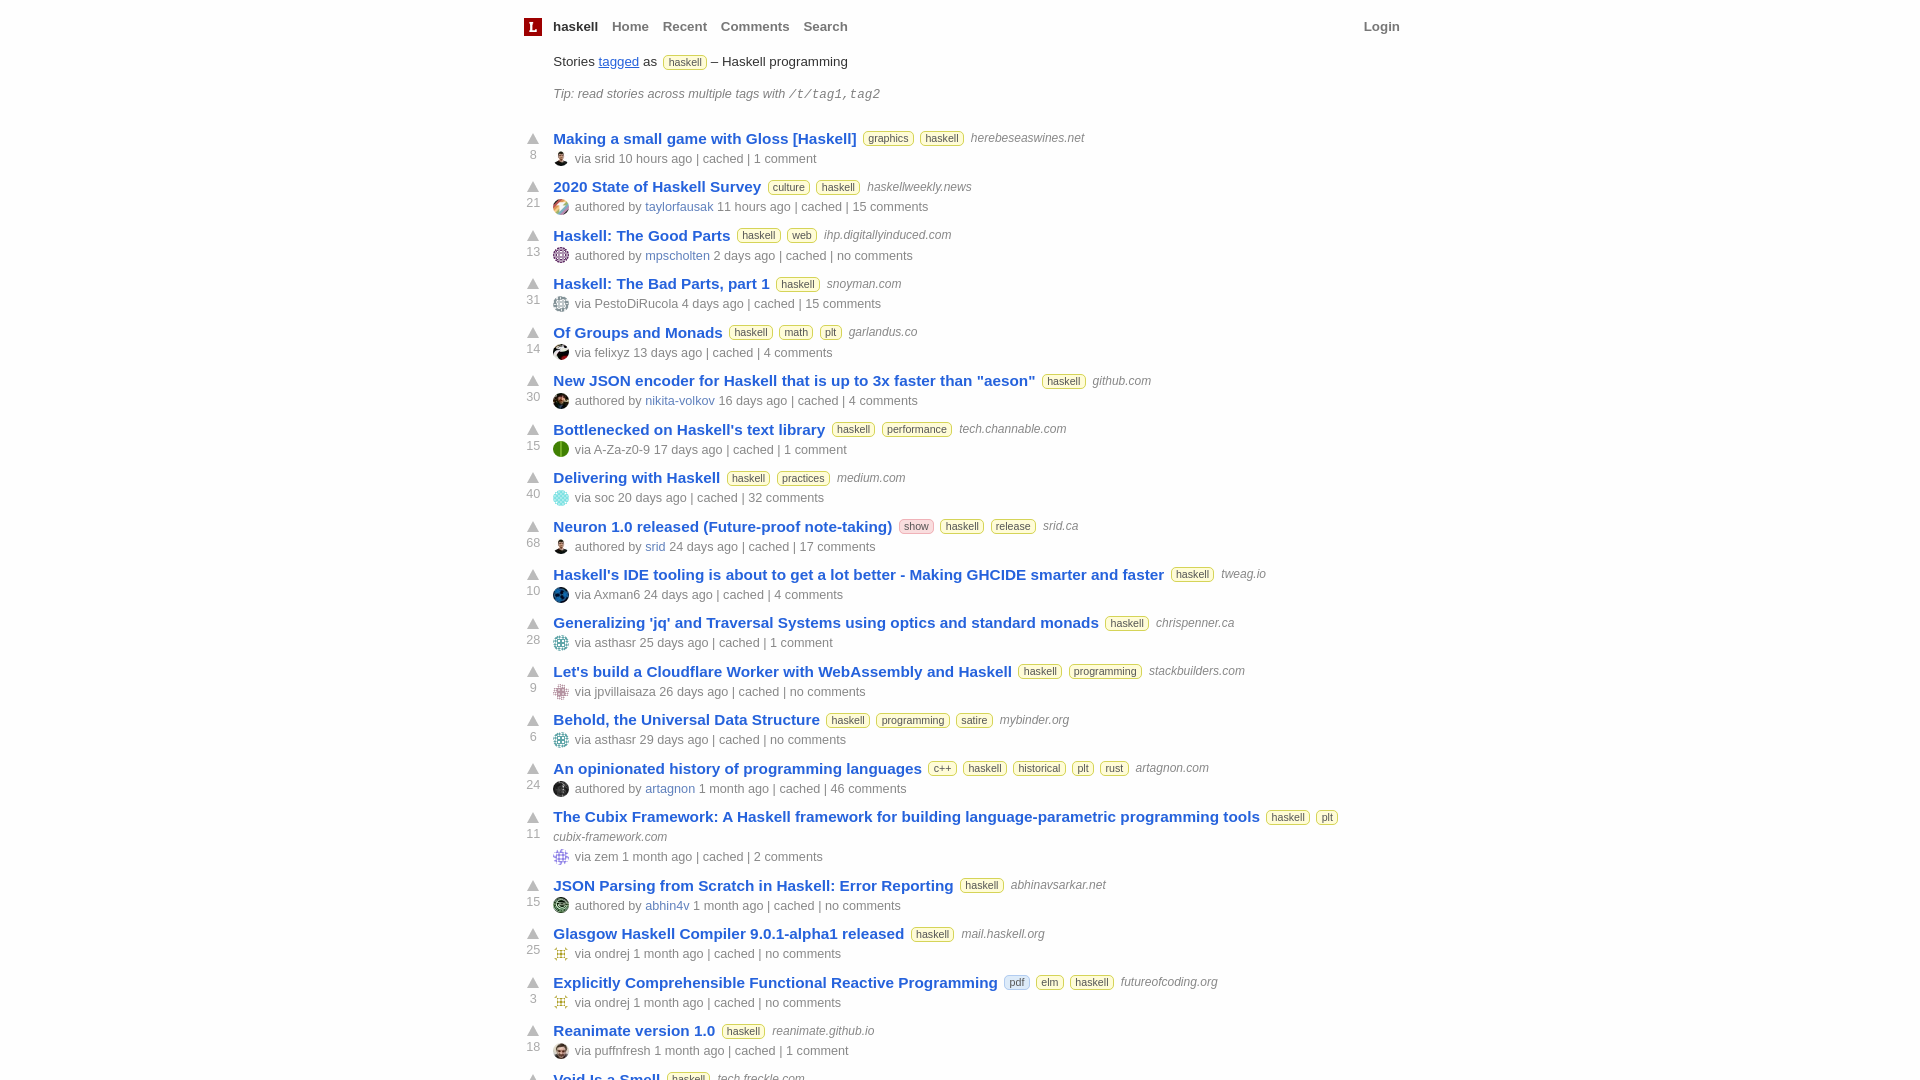 L haskell Home Recent Comments Search Login
Stories tagged as haskell – Haskell programming
Tip: read stories across multiple tags with /t/tag1,tag2
Making a small game with Gloss [Haskell] graphics haskell herebeseaswines.net
8 via srid 10 hours ago | cached | 1 comment
2020 State of Haskell Survey culture haskell haskellweekly.news
21 authored by taylorfausak 11 hours ago | cached | 15 comments
Haskell: The Good Parts haskell web ihp.digitallyinduced.com
13 authored by mpscholten 2 days ago | cached | no comments
Haskell: The Bad Parts, part 1 haskell snoyman.com
31 via PestoDiRucola 4 days ago | cached | 15 comments
Of Groups and Monads haskell math plt garlandus.co
14 via felixyz 13 days ago | cached | 4 comments
New JSON encoder for Haskell that is up to 3x faster than "aeson" haskell github.com
30 authored by nikita-volkov 16 days ago | cached | 4 comments
Bottlenecked on Haskell's text library haskell performance tech.channable.com
15 via A-Za-z0-9 17 days ago | cached | 1 comment
Delivering with Haskell haskell practices medium.com
40 via soc 20 days ago | cached | 32 comments
Neuron 1.0 released (Future-proof note-taking) show haskell release srid.ca
68 authored by srid 24 days ago | cached | 17 comments
Haskell's IDE tooling is about to get a lot better - Making GHCIDE smarter and faster haskell tweag.io
10 via Axman6 24 days ago | cached | 4 comments
Generalizing 'jq' and Traversal Systems using optics and standard monads haskell chrispenner.ca
28 via asthasr 25 days ago | cached | 1 comment
Let's build a Cloudflare Worker with WebAssembly and Haskell haskell programming stackbuilders.com
9 via jpvillaisaza 26 days ago | cached | no comments
Behold, the Universal Data Structure haskell programming satire mybinder.org
6 via asthasr 29 days ago | cached | no comments
An opinionated history of programming languages c++ haskell historical plt rust artagnon.com
24 authored by artagnon 1 month ago | cached | 46 comments
The Cubix Framework: A Haskell framework for building language-parametric programming tools haskell plt
11 cubix-framework.com
via zem 1 month ago | cached | 2 comments
JSON Parsing from Scratch in Haskell: Error Reporting haskell abhinavsarkar.net
15 authored by abhin4v 1 month ago | cached | no comments
Glasgow Haskell Compiler 9.0.1-alpha1 released haskell mail.haskell.org
25 via ondrej 1 month ago | cached | no comments
Explicitly Comprehensible Functional Reactive Programming pdf elm haskell futureofcoding.org
3 via ondrej 1 month ago | cached | no comments
Reanimate version 1.0 haskell reanimate.github.io
18 via puffnfresh 1 month ago | cached | 1 comment
Void Is a Smell haskell tech.freckle.com